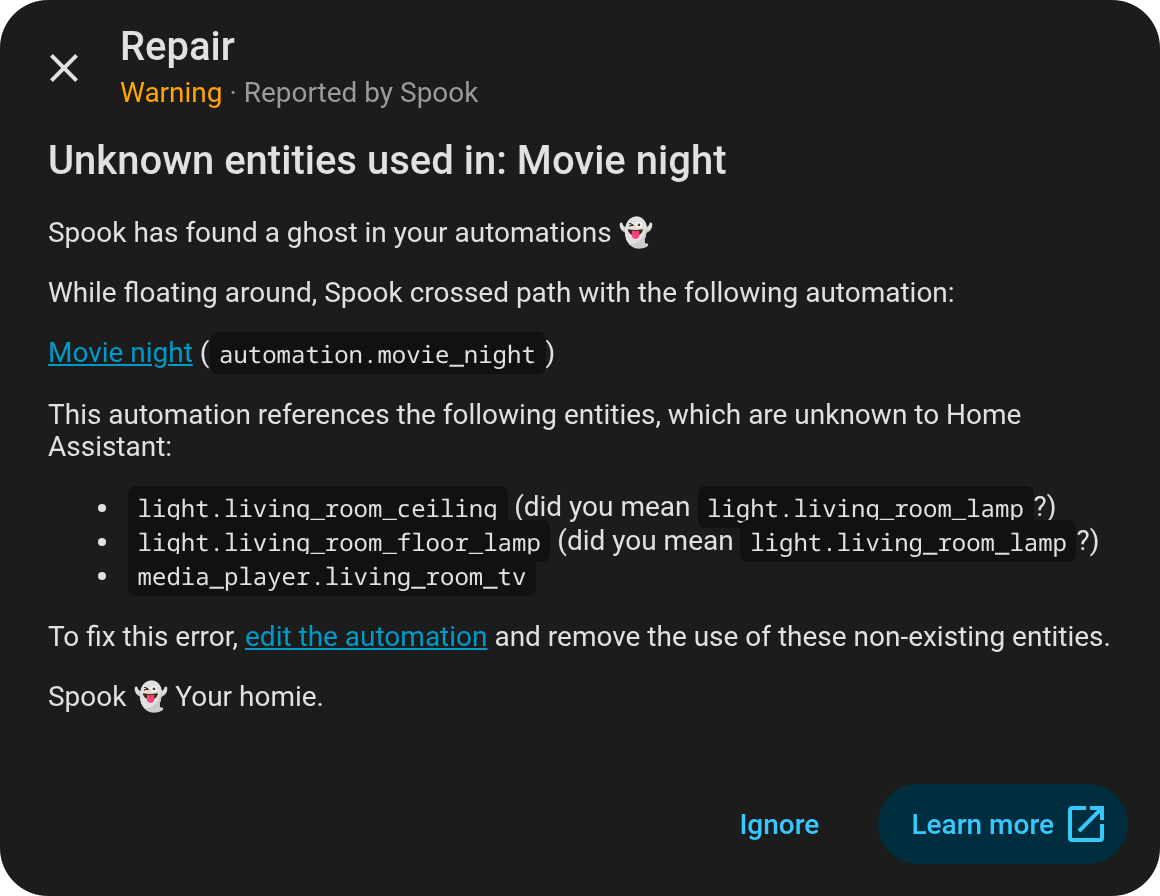 Repair
Warning · Reported by Spook
Unknown entities used in: Movie night
Spook has found a ghost in your automations 👻
While floating around, Spook crossed path with the following automation:
Movie night ( automation.movie_night )
This automation references the following entities, which are unknown to Home
Assistant:
• light.living_room_ceiling (did you mean light.living_room_lamp ?)
• light.living_room_floor_lamp (did you mean light.living_room_lamp ?)
• media_player.living_room_tv
To fix this error, edit the automation and remove the use of these non-existing entities.
Spook 👻 Your homie.
Ignore
Learn more